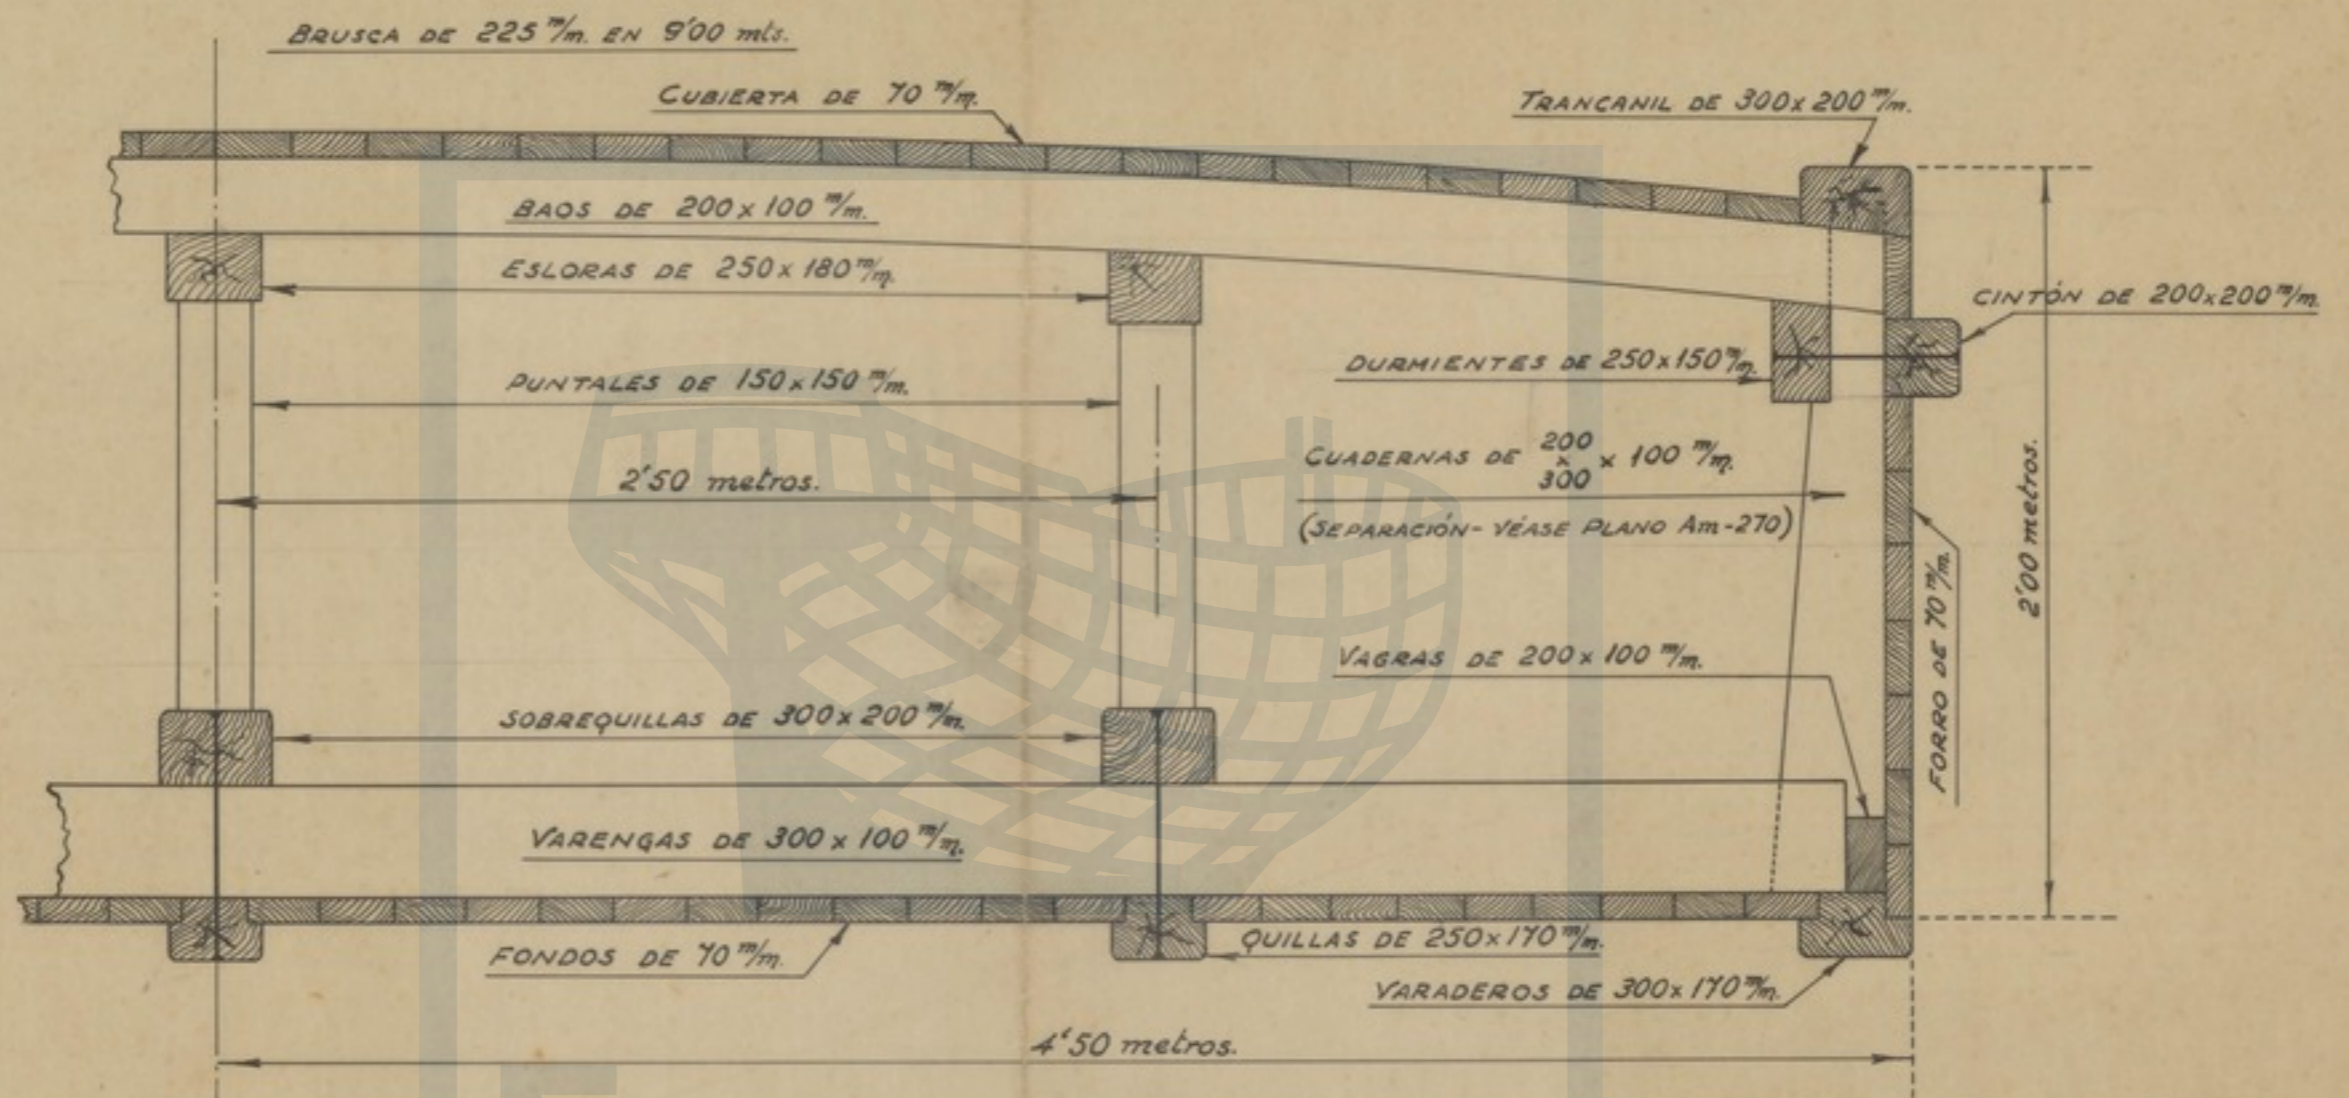 BRUSCA DE 225 m/m. EN 9'00 mts.
CUBIERTA DE 70 m/m.
TRANCANIL DE 300x200 m/m.
BAOS DE 200x100 m/m.
ESLORAS DE 250x180 m/m.
CINTÓN DE 200x200 m/m.
DURMIENTES DE 250x150 m/m.
PUNTALES DE 150x150 m/m.
CUADERNAS DE 200 x 300 x 100 m/m.
(SEPARACIÓN - VÉASE PLANO Am-270)
2'50 metros.
2'00 metros.
FORRO DE 70 m/m.
VAGRAS DE 200x100 m/m.
SOBREQUILLAS DE 300x200 m/m.
VARENGAS DE 300x100 m/m.
FONDOS DE 70 m/m.
QUILLAS DE 250x170 m/m.
VARADEROS DE 300x170 m/m.
4'50 metros.